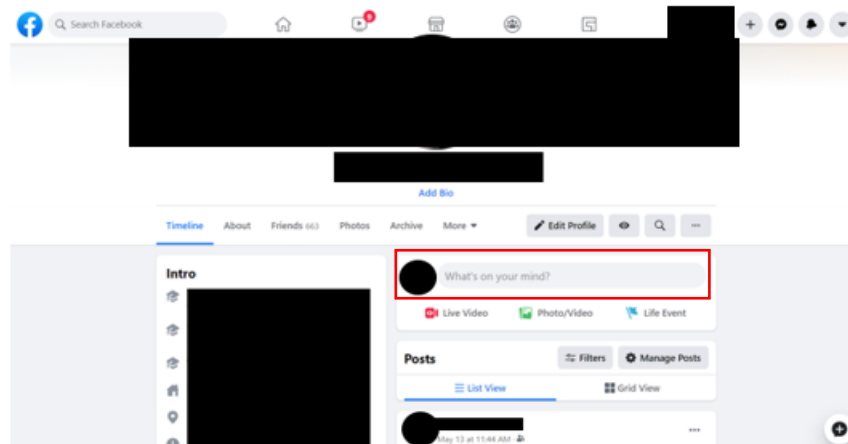 Search Facebook
9
Add Bio
Timeline About Friends 663 Photos Archive More Edit Profile
Intro
What's on your mind?
Live Video Photo/Video Life Event
Posts Filters Manage Posts
List View Grid View
May 13 at 11:44 AM ·